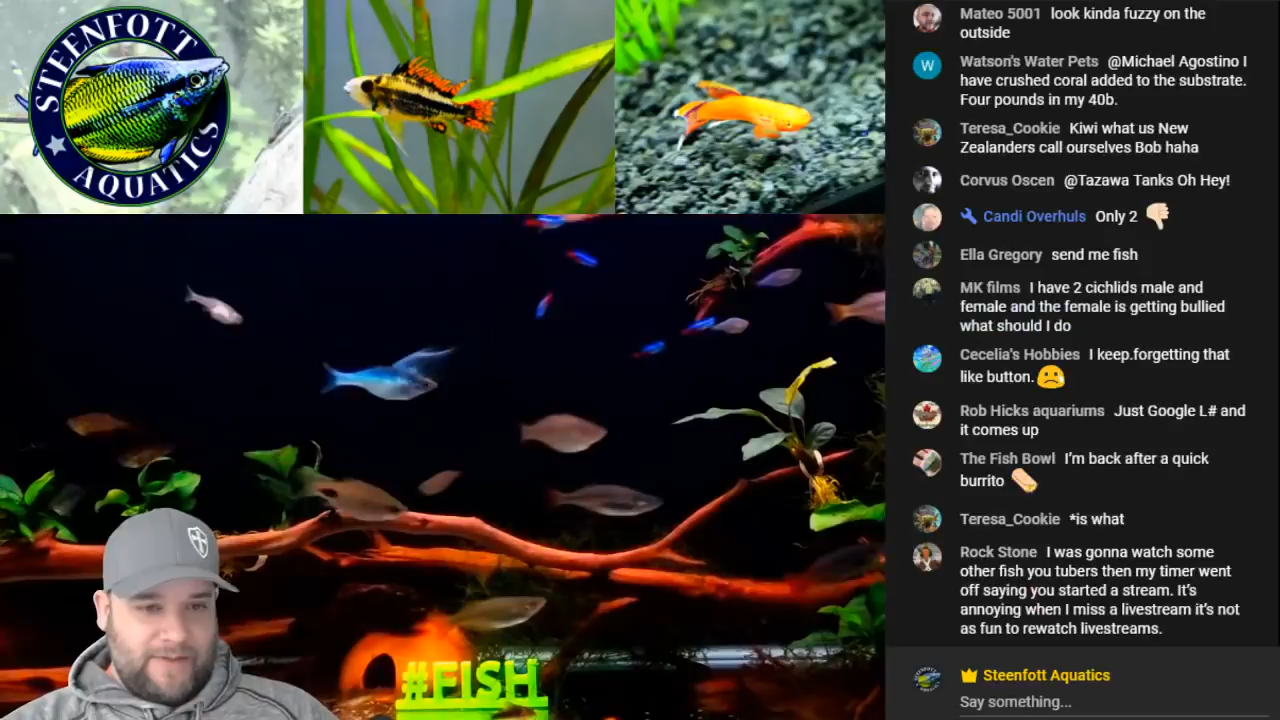 STEENFOTT
AQUATICS
#FISH
Mateo 5001 look kinda fuzzy on the
outside
W
Watson's Water Pets @Michael Agostino I
have crushed coral added to the substrate.
Four pounds in my 40b.
Teresa_Cookie Kiwi what us New
Zealanders call ourselves Bob haha
Corvus Oscen @Tazawa Tanks Oh Hey!
Candi Overhuls Only 2 👎🏻
Ella Gregory send me fish
MK films I have 2 cichlids male and
female and the female is getting bullied
what should I do
Cecelia's Hobbies I keep.forgetting that
like button. ☹️
Rob Hicks aquariums Just Google L# and
it comes up
The Fish Bowl I'm back after a quick
burrito 🌯
Teresa_Cookie *is what
Rock Stone I was gonna watch some
other fish you tubers then my timer went
off saying you started a stream. It's
annoying when I miss a livestream it's not
as fun to rewatch livestreams.
Steenfott Aquatics
Say something...